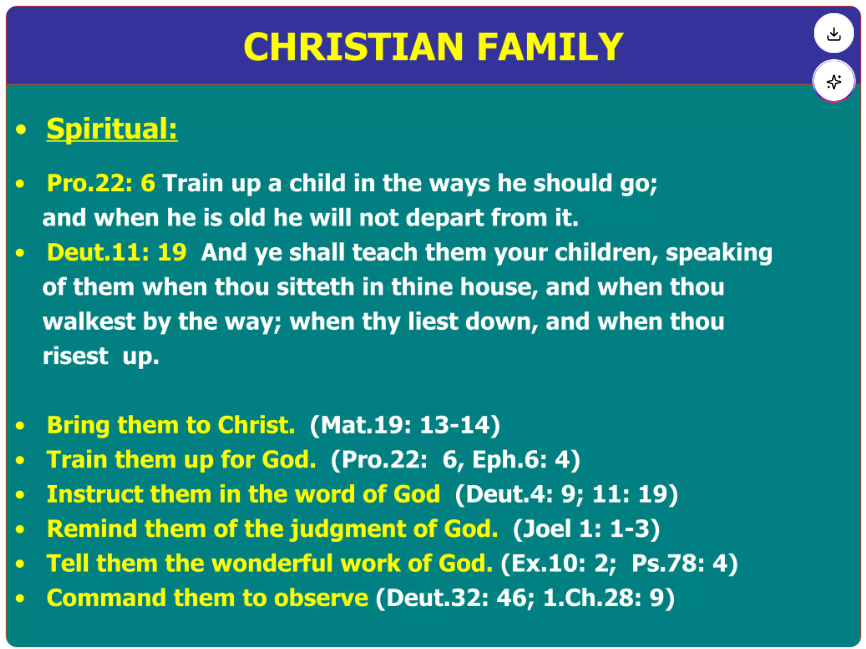 CHRISTIAN FAMILY
• Spiritual:
• Pro.22: 6 Train up a child in the ways he should go;
and when he is old he will not depart from it.
• Deut.11: 19  And ye shall teach them your children, speaking
of them when thou sitteth in thine house, and when thou
walkest by the way; when thy liest down, and when thou
risest  up.
• Bring them to Christ.  (Mat.19: 13-14)
• Train them up for God.  (Pro.22:  6, Eph.6: 4)
• Instruct them in the word of God  (Deut.4: 9; 11: 19)
• Remind them of the judgment of God.  (Joel 1: 1-3)
• Tell them the wonderful work of God. (Ex.10: 2;  Ps.78: 4)
• Command them to observe (Deut.32: 46; 1.Ch.28: 9)